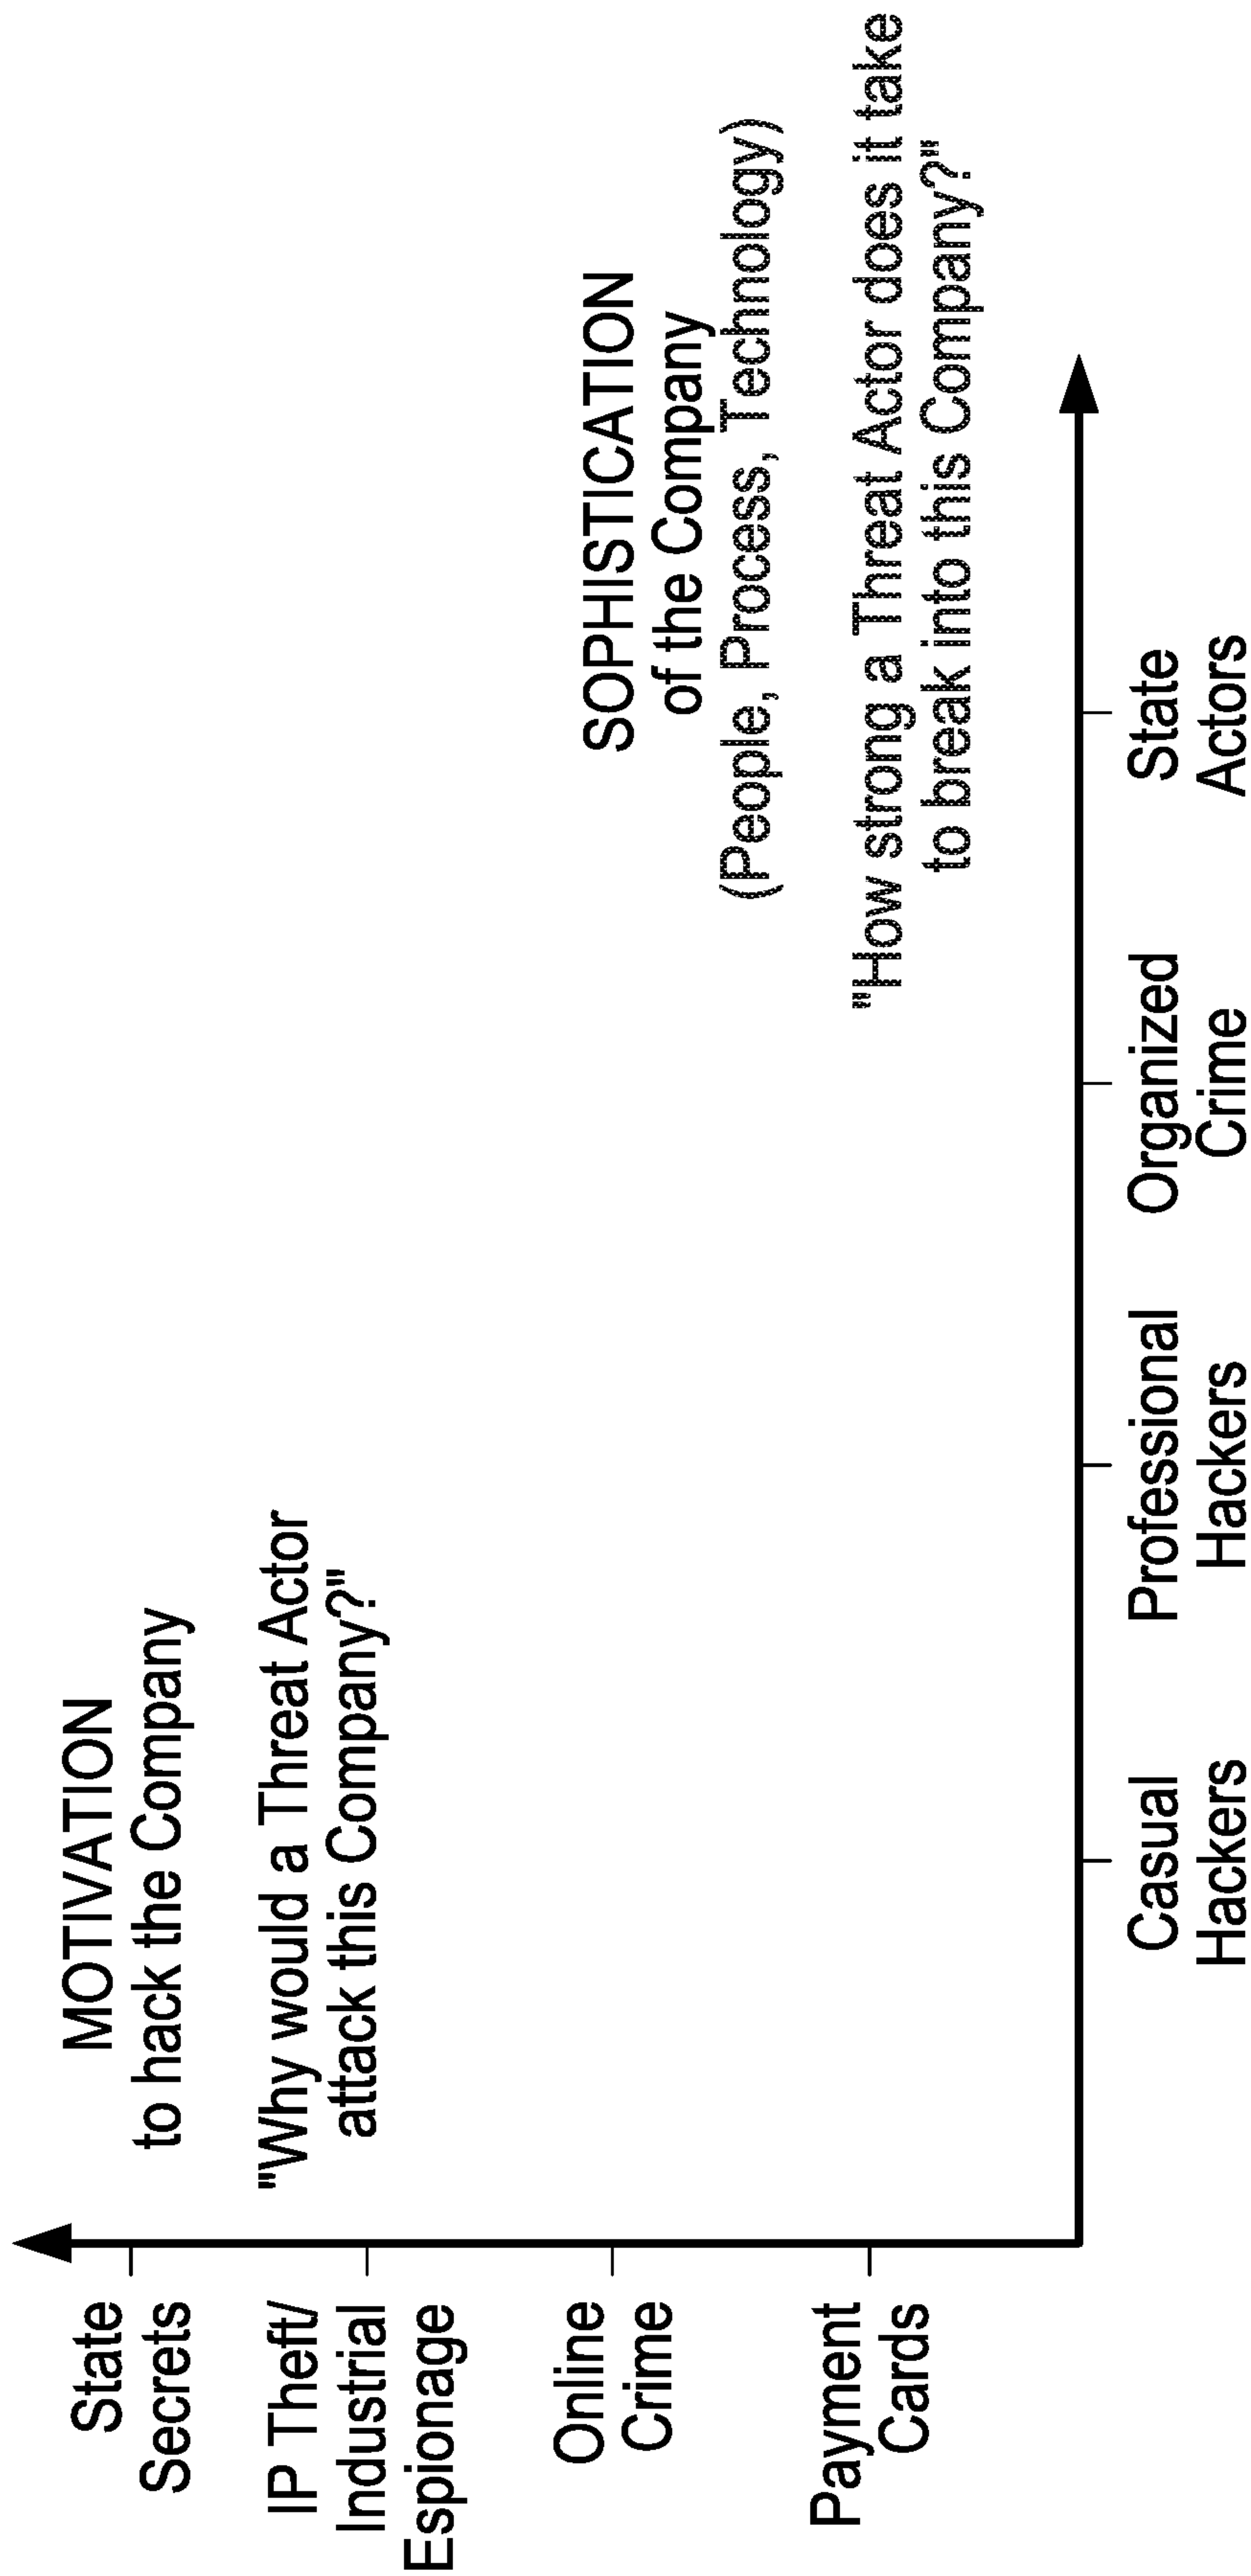 MOTIVATION
to hack the Company
"Why would a Threat Actor
attack this Company?"
State
Secrets
IP Theft/
Industrial
Espionage
Online
Crime
Payment
Cards
SOPHISTICATION
of the Company
(People, Process, Technology)
"How strong a Threat Actor does it take
to break into this Company?"
Casual
Hackers
Professional
Hackers
Organized
Crime
State
Actors